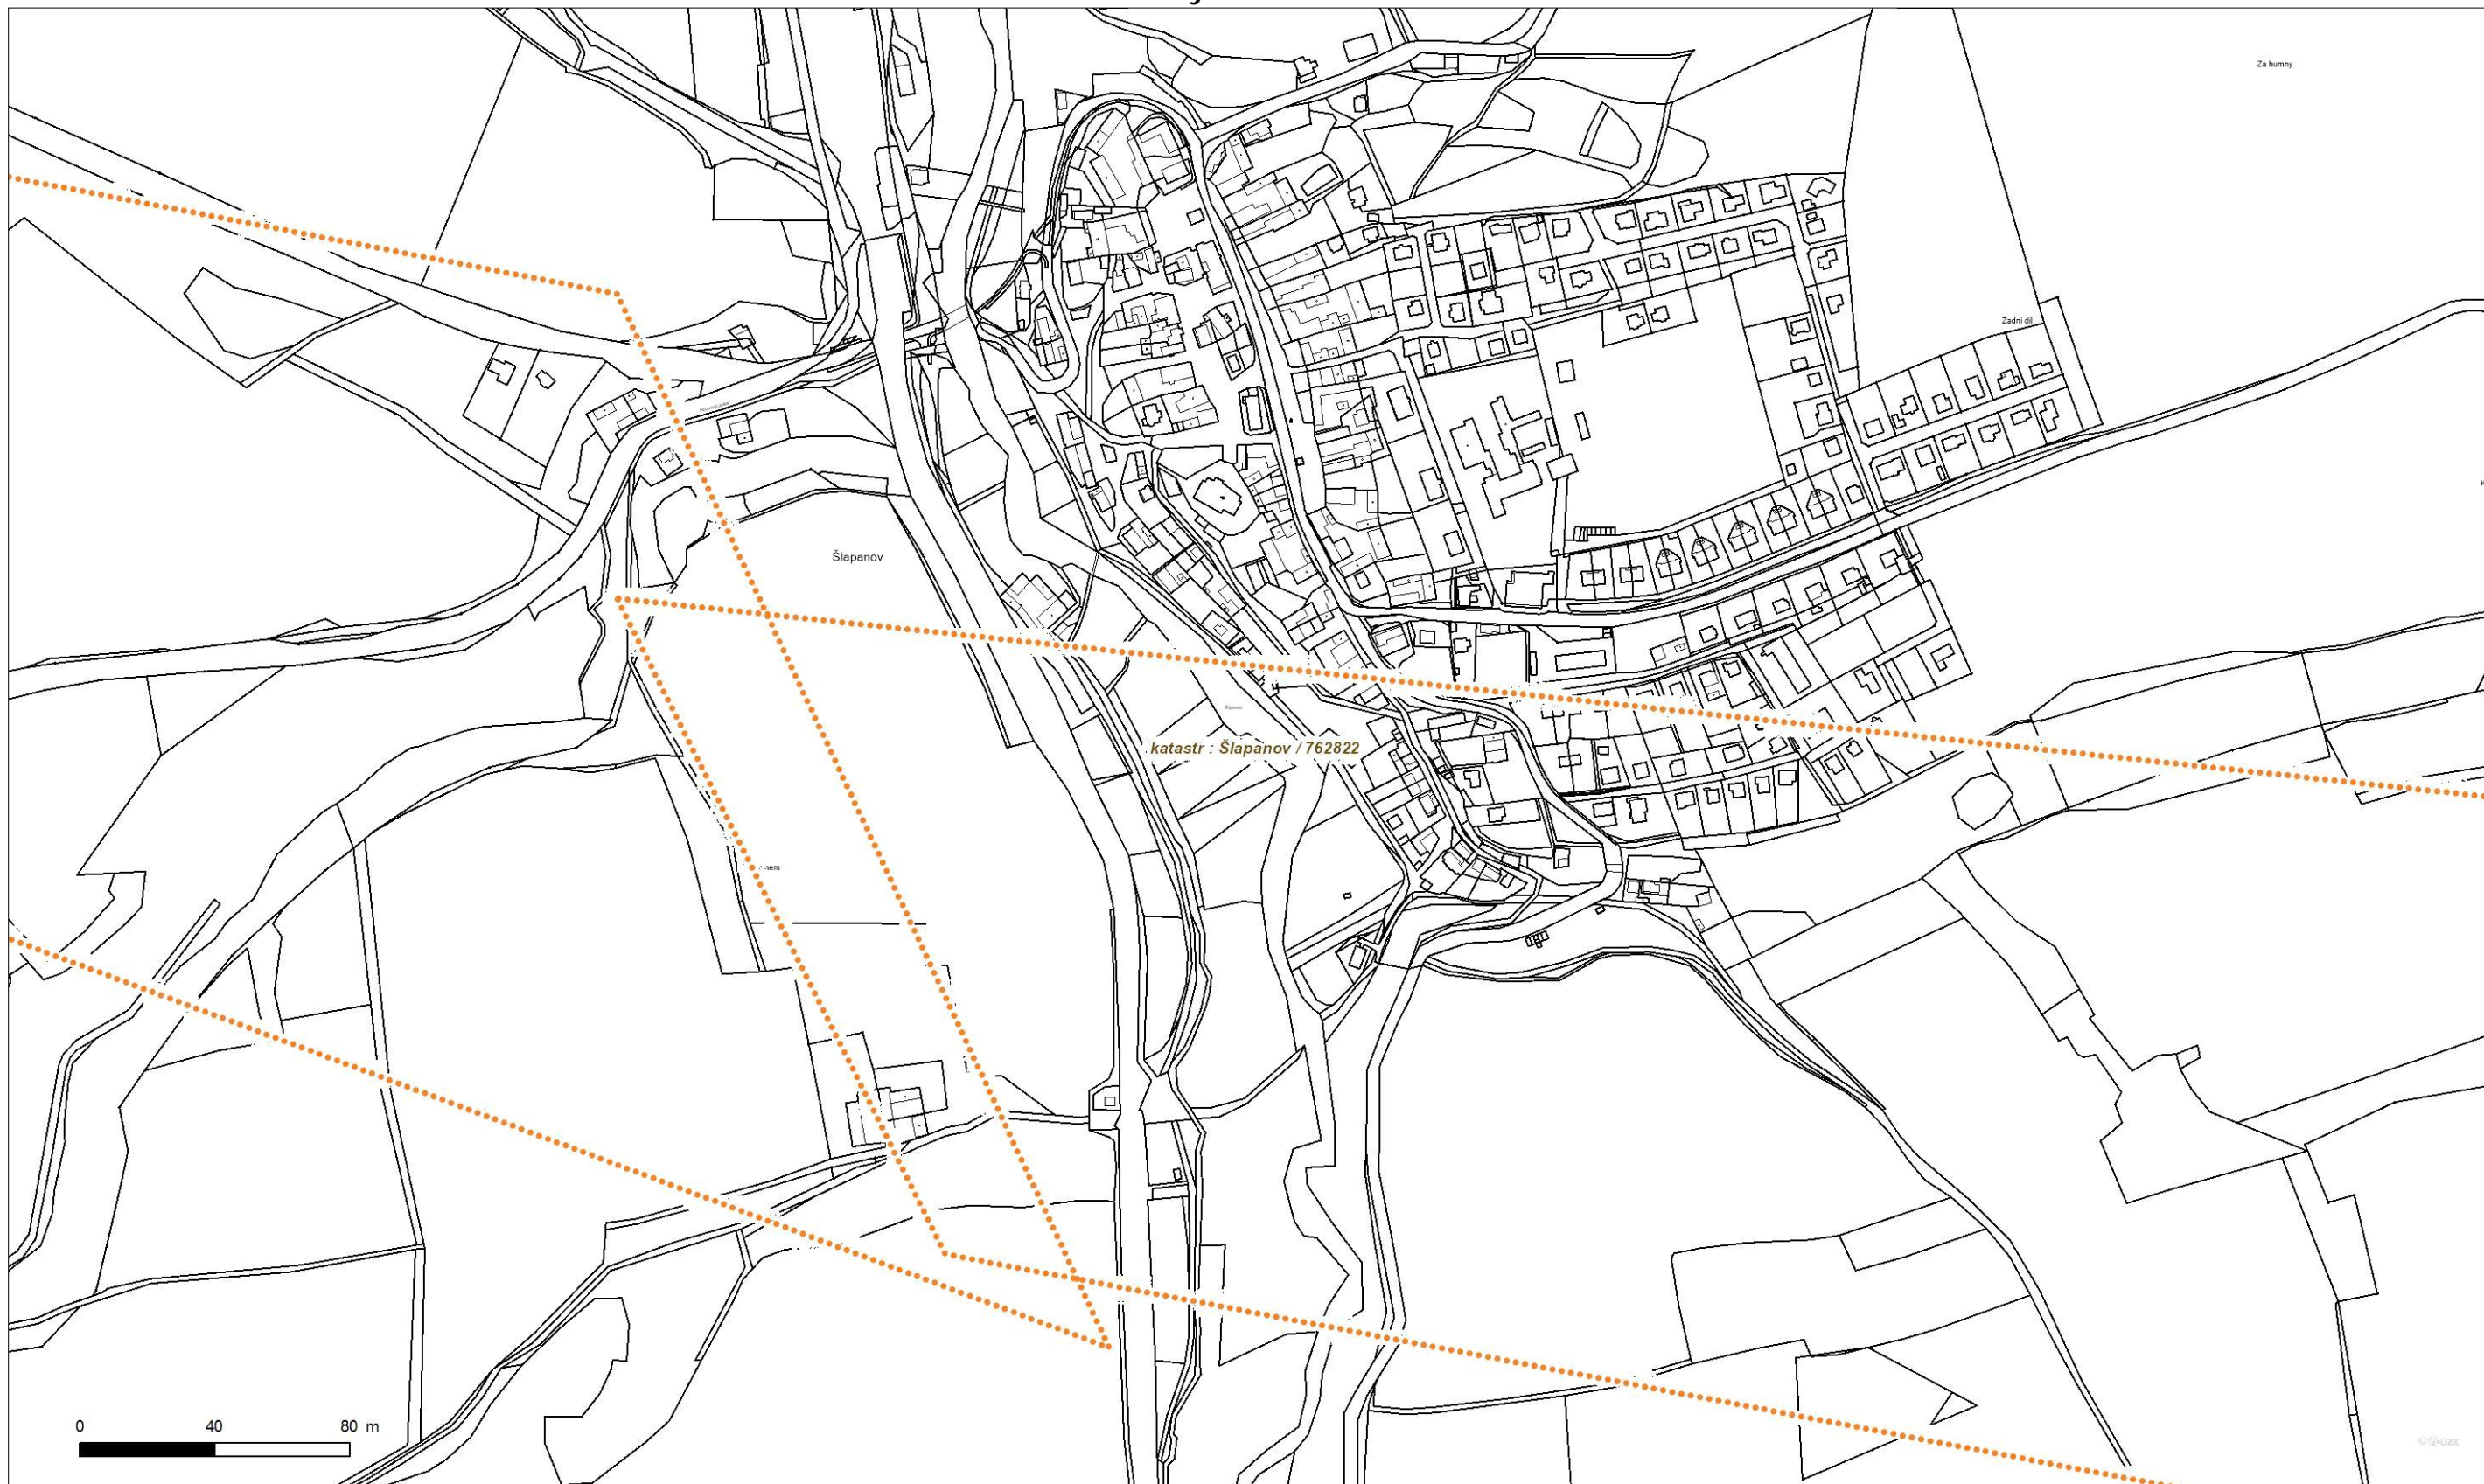 Za humny
Zadní díl
Šlapanov
katastr : Šlapanov / 762822
0 40 80 m